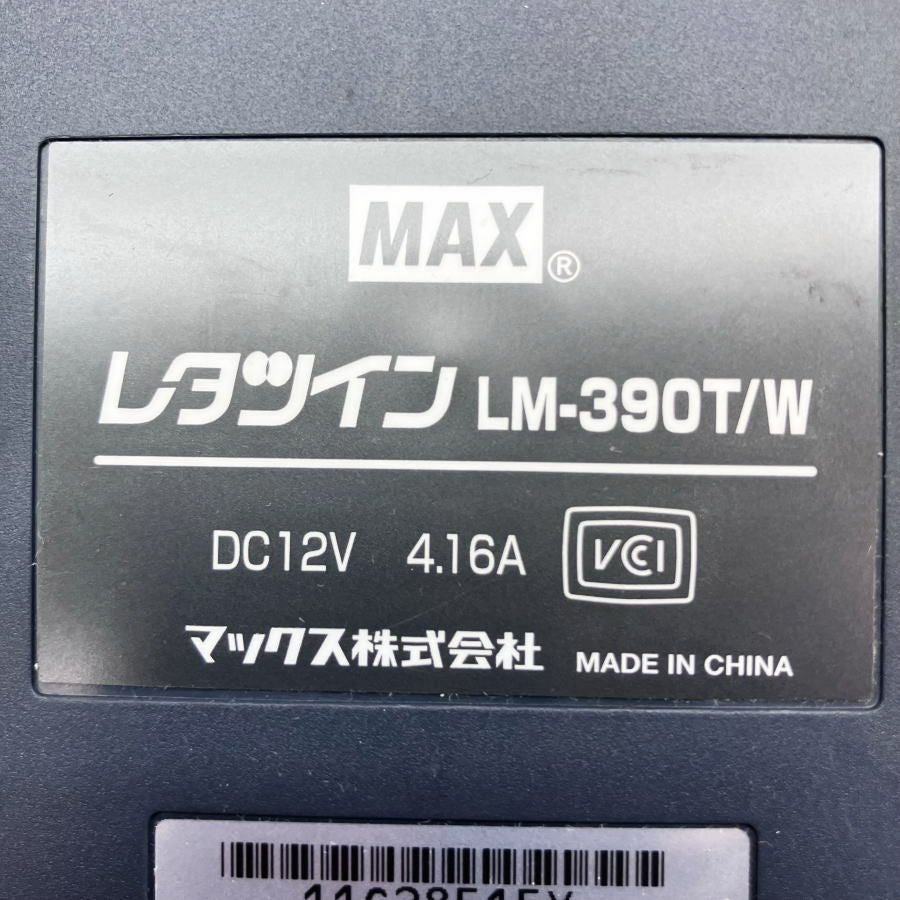 MAX®
レタツイン LM-390T/W
DC12V 4.16A VCCI
マックス株式会社 MADE IN CHINA